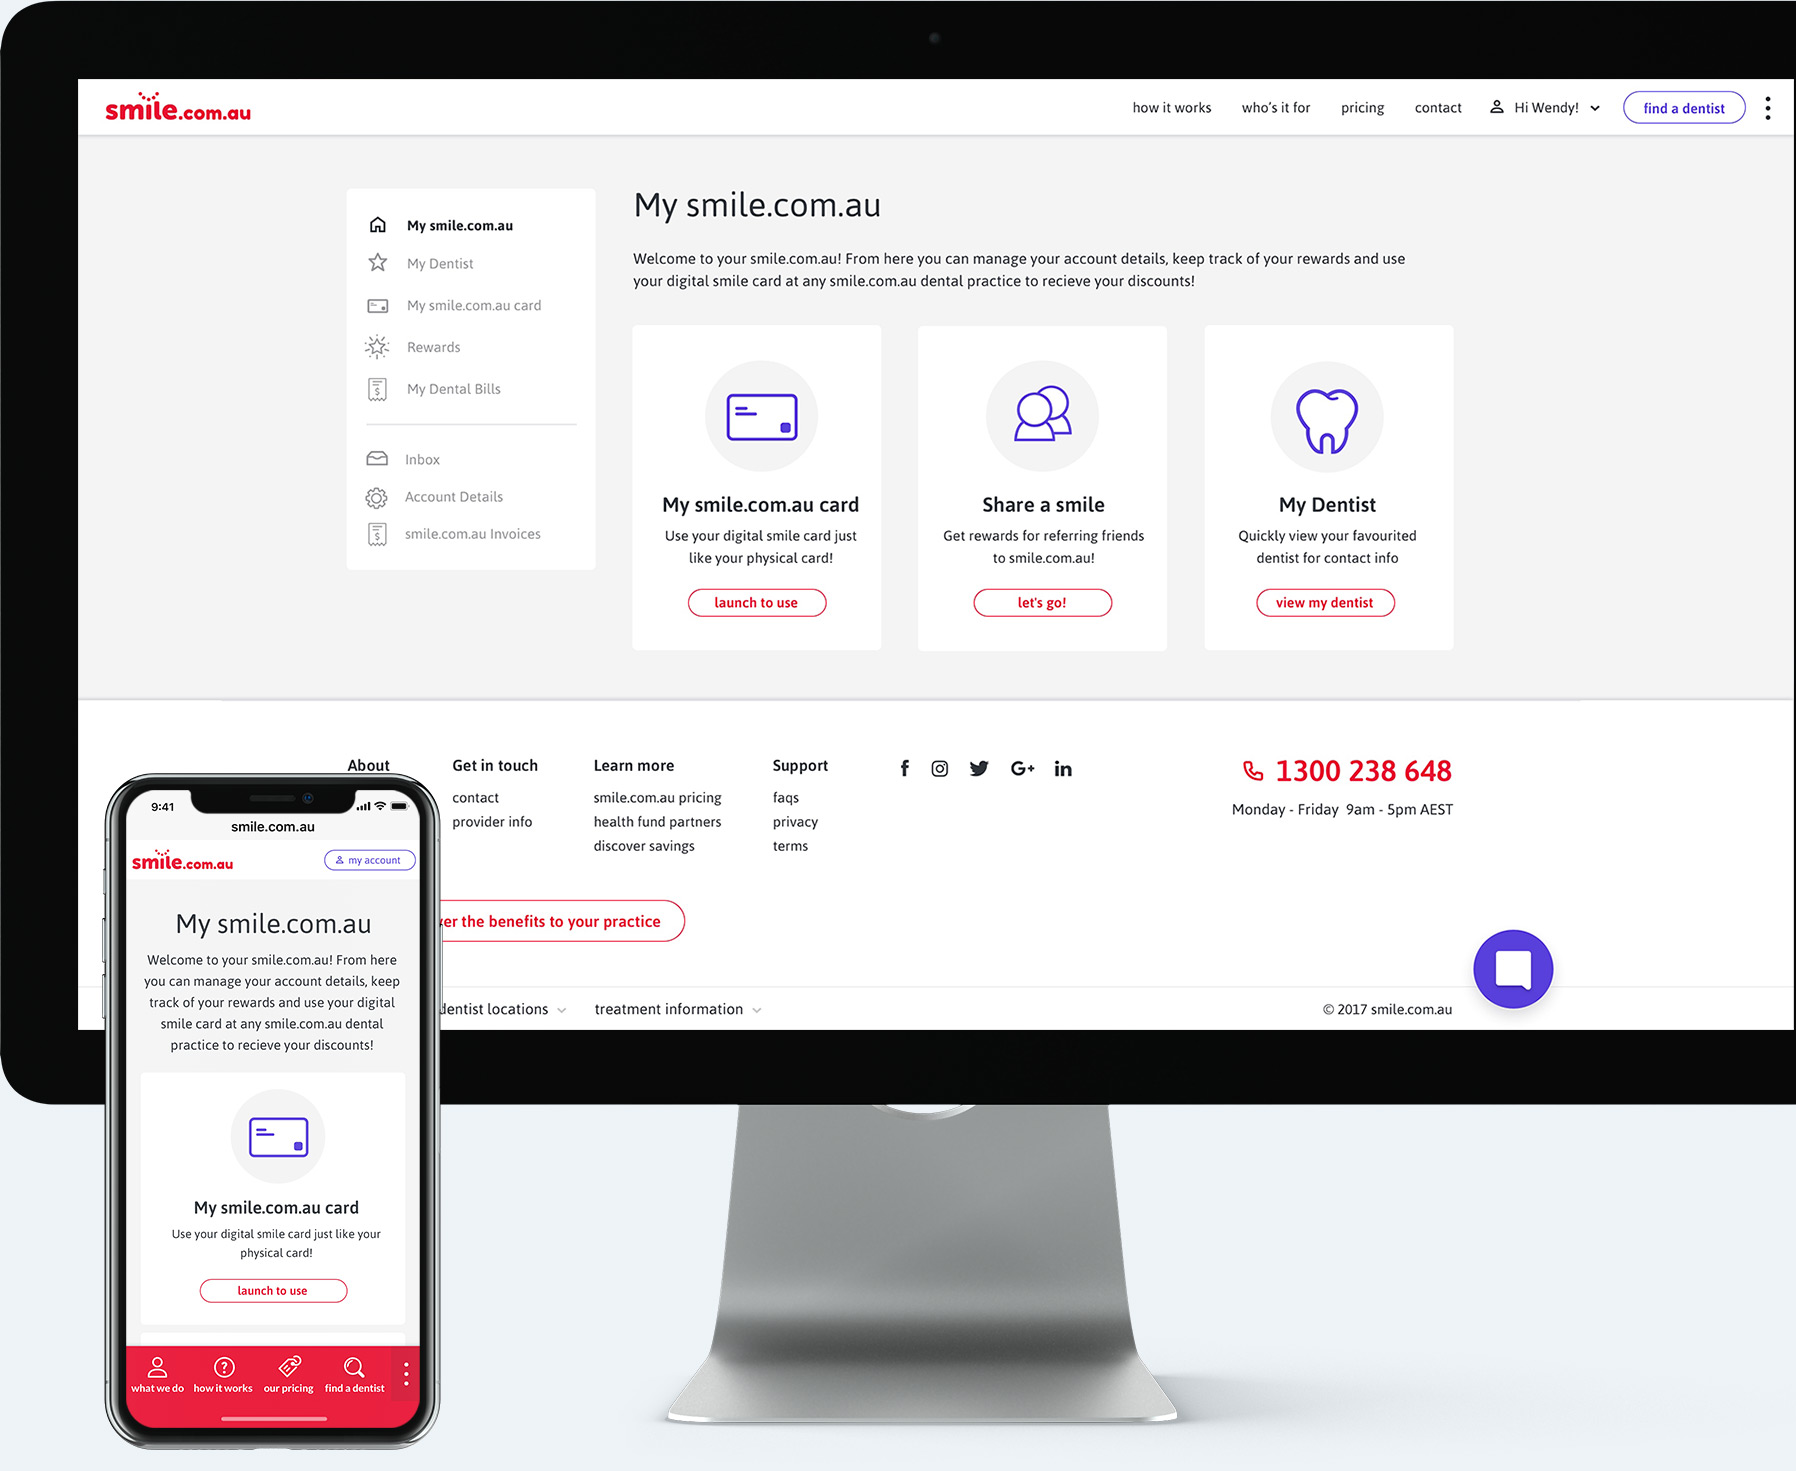 smile.com.au
how it works
who's it for
pricing
contact
Hi Wendy!
find a dentist
My smile.com.au
My Dentist
My smile.com.au card
Rewards
My Dental Bills
Inbox
Account Details
smile.com.au Invoices
My smile.com.au
Welcome to your smile.com.au! From here you can manage your account details, keep track of your rewards and use
your digital smile card at any smile.com.au dental practice to recieve your discounts!
My smile.com.au card
Use your digital smile card just
like your physical card!
launch to use
Share a smile
Get rewards for referring friends
to smile.com.au!
let's go!
My Dentist
Quickly view your favourited
dentist for contact info
view my dentist
About
Get in touch
contact
provider info
Learn more
smile.com.au pricing
health fund partners
discover savings
Support
faqs
privacy
terms
f
G+
in
1300 238 648
Monday - Friday 9am - 5pm AEST
er the benefits to your practice
dentist locations
treatment information
© 2017 smile.com.au
9:41
smile.com.au
smile.com.au
my account
My smile.com.au
Welcome to your smile.com.au! From here
you can manage your account details, keep
track of your rewards and use your digital
smile card at any smile.com.au dental
practice to recieve your discounts!
My smile.com.au card
Use your digital smile card just like your
physical card!
launch to use
what we do
how it works
our pricing
find a dentist